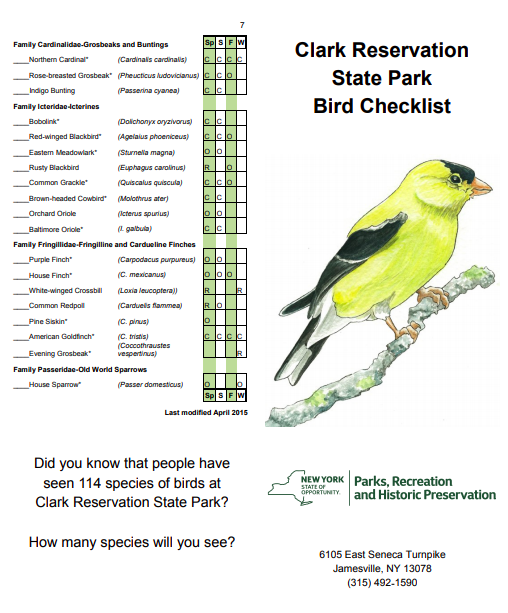 7
Sp S F W
Family Cardinalidae-Grosbeaks and Buntings
____Northern Cardinal* (Cardinalis cardinalis) C C C C
____Rose-breasted Grosbeak* (Pheucticus ludovicianus) C C O
____Indigo Bunting (Passerina cyanea) C C
Family Icteridae-Icterines
____Bobolink* (Dolichonyx oryzivorus) C C
____Red-winged Blackbird* (Agelaius phoeniceus) C C O
____Eastern Meadowlark* (Sturnella magna) O O
____Rusty Blackbird (Euphagus carolinus) R O
____Common Grackle* (Quiscalus quiscula) C C O
____Brown-headed Cowbird* (Molothrus ater) C C
____Orchard Oriole (Icterus spurius) O O
____Baltimore Oriole* (I. galbula) C C
Family Fringillidae-Fringilline and Cardueline Finches
____Purple Finch* (Carpodacus purpureus) O O
____House Finch* (C. mexicanus) O O O
____White-winged Crossbill (Loxia leucoptera)) R R
____Common Redpoll (Carduelis flammea) R O
____Pine Siskin* (C. pinus) O
____American Goldfinch* (C. tristis) C C C C
____Evening Grosbeak* (Coccothraustes
vespertinus) R
Family Passeridae-Old World Sparrows
____House Sparrow* (Passer domesticus) O O
Sp S F W
Last modified April 2015
Did you know that people have
seen 114 species of birds at
Clark Reservation State Park?
How many species will you see?
Clark Reservation
State Park
Bird Checklist
NEW YORK
STATE OF
OPPORTUNITY.
Parks, Recreation
and Historic Preservation
6105 East Seneca Turnpike
Jamesville, NY 13078
(315) 492-1590